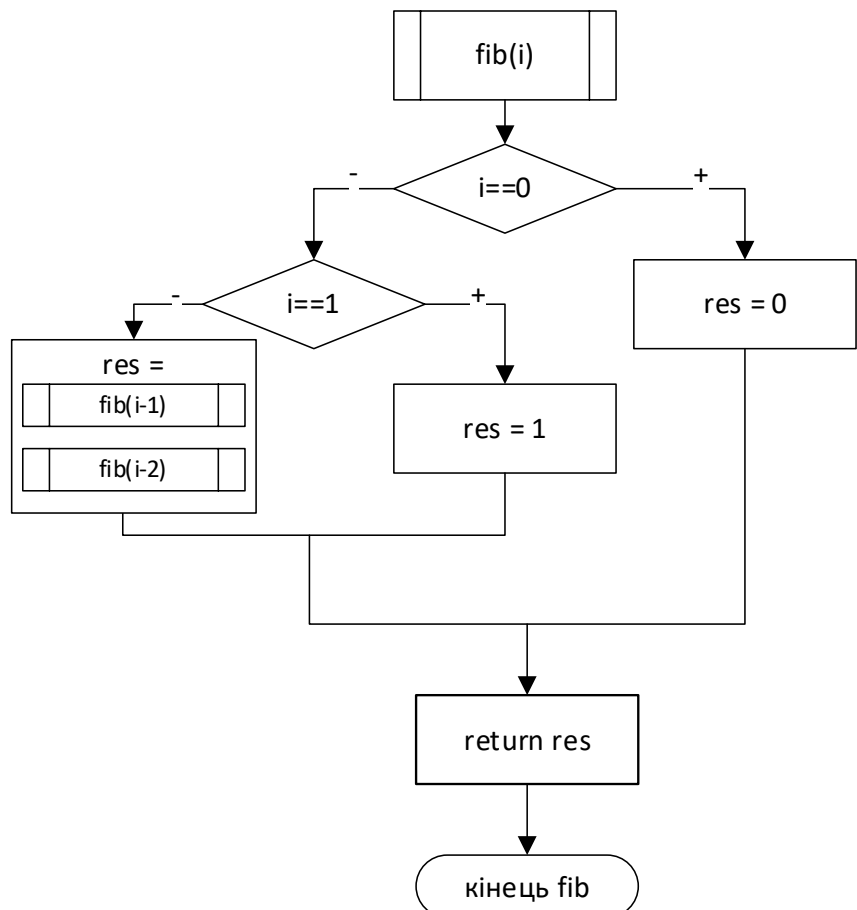 fib(i)
i==0
-
+
i==1
-
+
res = 0
res =
fib(i-1)
fib(i-2)
res = 1
return res
кінець fib